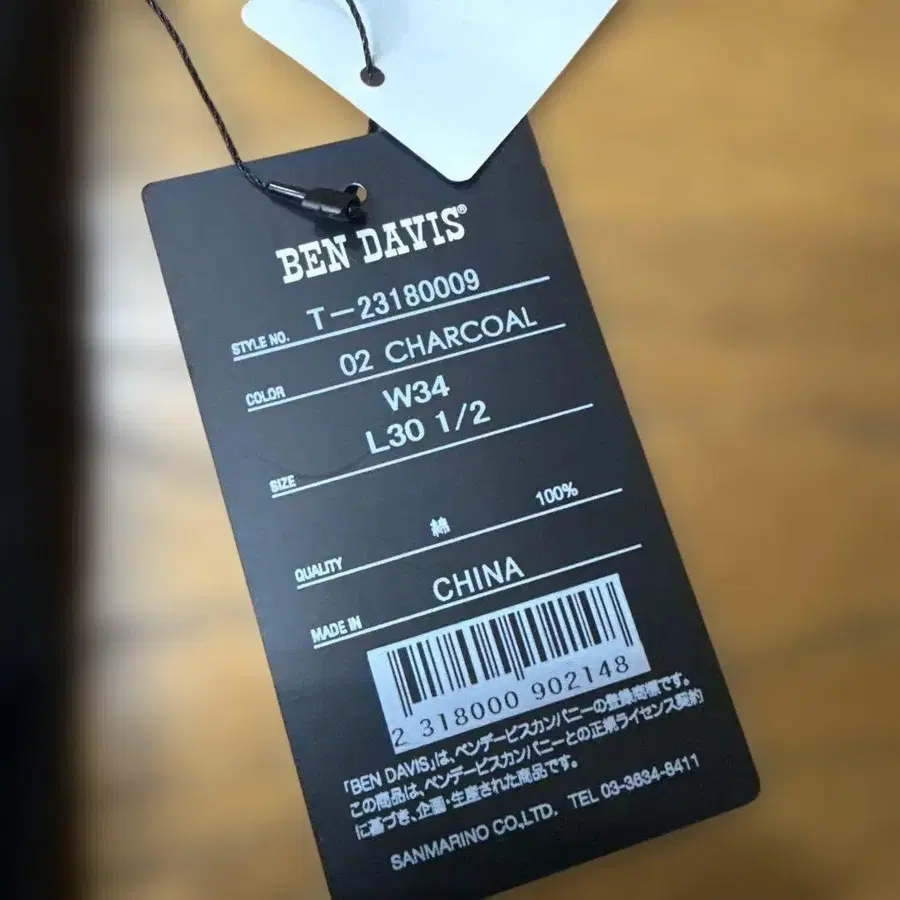 BEN DAVIS®
STYLE NO. T-23180009
COLOR 02 CHARCOAL
W34
SIZE L30 1/2
QUALITY 綿 100%
MADE IN CHINA
2 318000 902148
「BEN DAVIS」は、ベンデービスカンパニーの登録商標です。
この商品は、ベンデービスカンパニーとの正規ライセンス契約
に基づき、企画・生産された商品です。
SANMARINO CO.,LTD. TEL 03-3834-8411